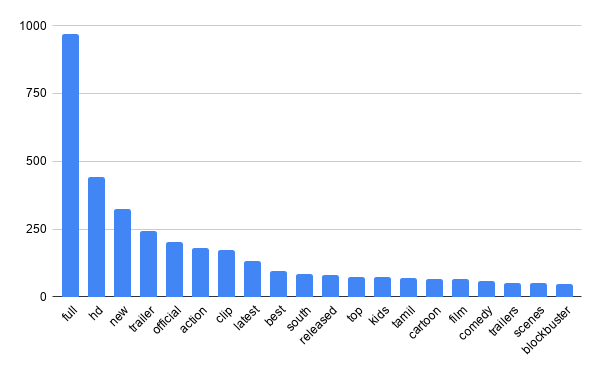 1000
750
500
250
0
full
hd
new
trailer
official
action
clip
latest
best
south
released
top
kids
tamil
cartoon
film
comedy
trailers
scenes
blockbuster